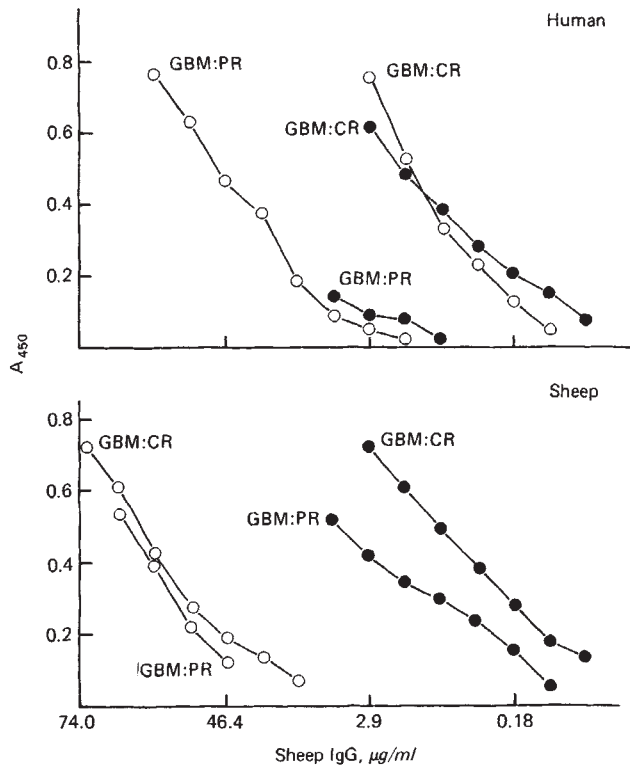 Human
0.8
GBM:PR
GBM:CR
0.6
GBM:CR
0.4
GBM:PR
0.2
A450
Sheep
0.8
GBM:CR
GBM:CR
0.6
GBM:PR
0.4
0.2
GBM:PR
74.0 46.4 2.9 0.18
Sheep IgG, µg/ml